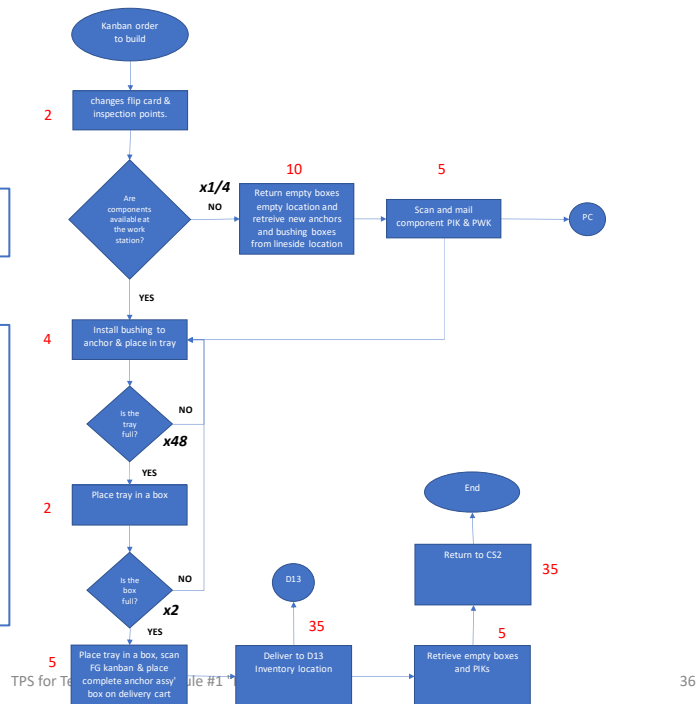 Kanban order
to build
2
changes flip card &
inspection points.
Are
components
available at
the work
station?
x1/4
NO
10
Return empty boxes
empty location and
retreive new anchors
and bushing boxes
from lineside location
5
Scan and mail
component PIK & PWK
PC
YES
4
Install bushing to
anchor & place in tray
Is the
tray
full?
NO
x48
YES
2
Place tray in a box
Is the
box
full?
NO
x2
YES
5
Place tray in a box, scan
FG kanban & place
complete anchor assy'
box on delivery cart
D13
35
Deliver to D13
Inventory location
5
Retrieve empty boxes
and PIKs
Return to CS2
35
End
TPS for Te
ule #1
36